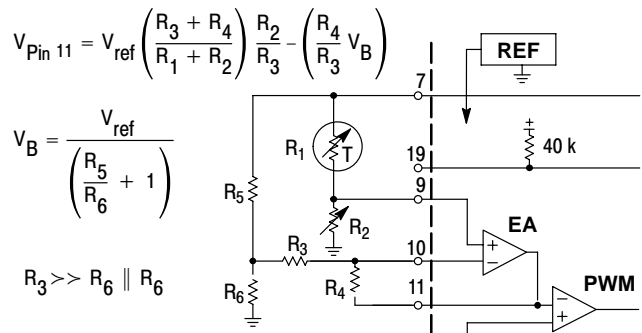 V_Pin 11 = V_ref ( (R_3 + R_4) / (R_1 + R_2) ) R_2 / R_3 − ( R_4 / R_3 V_B )
V_B = V_ref / ( R_5 / R_6 + 1 )
R_3 >> R_6 ∥ R_6
REF
7
R_1
T
40 k
19
9
R_5
R_2
EA
+
−
R_3
10
R_6
R_4
11
PWM
−
+